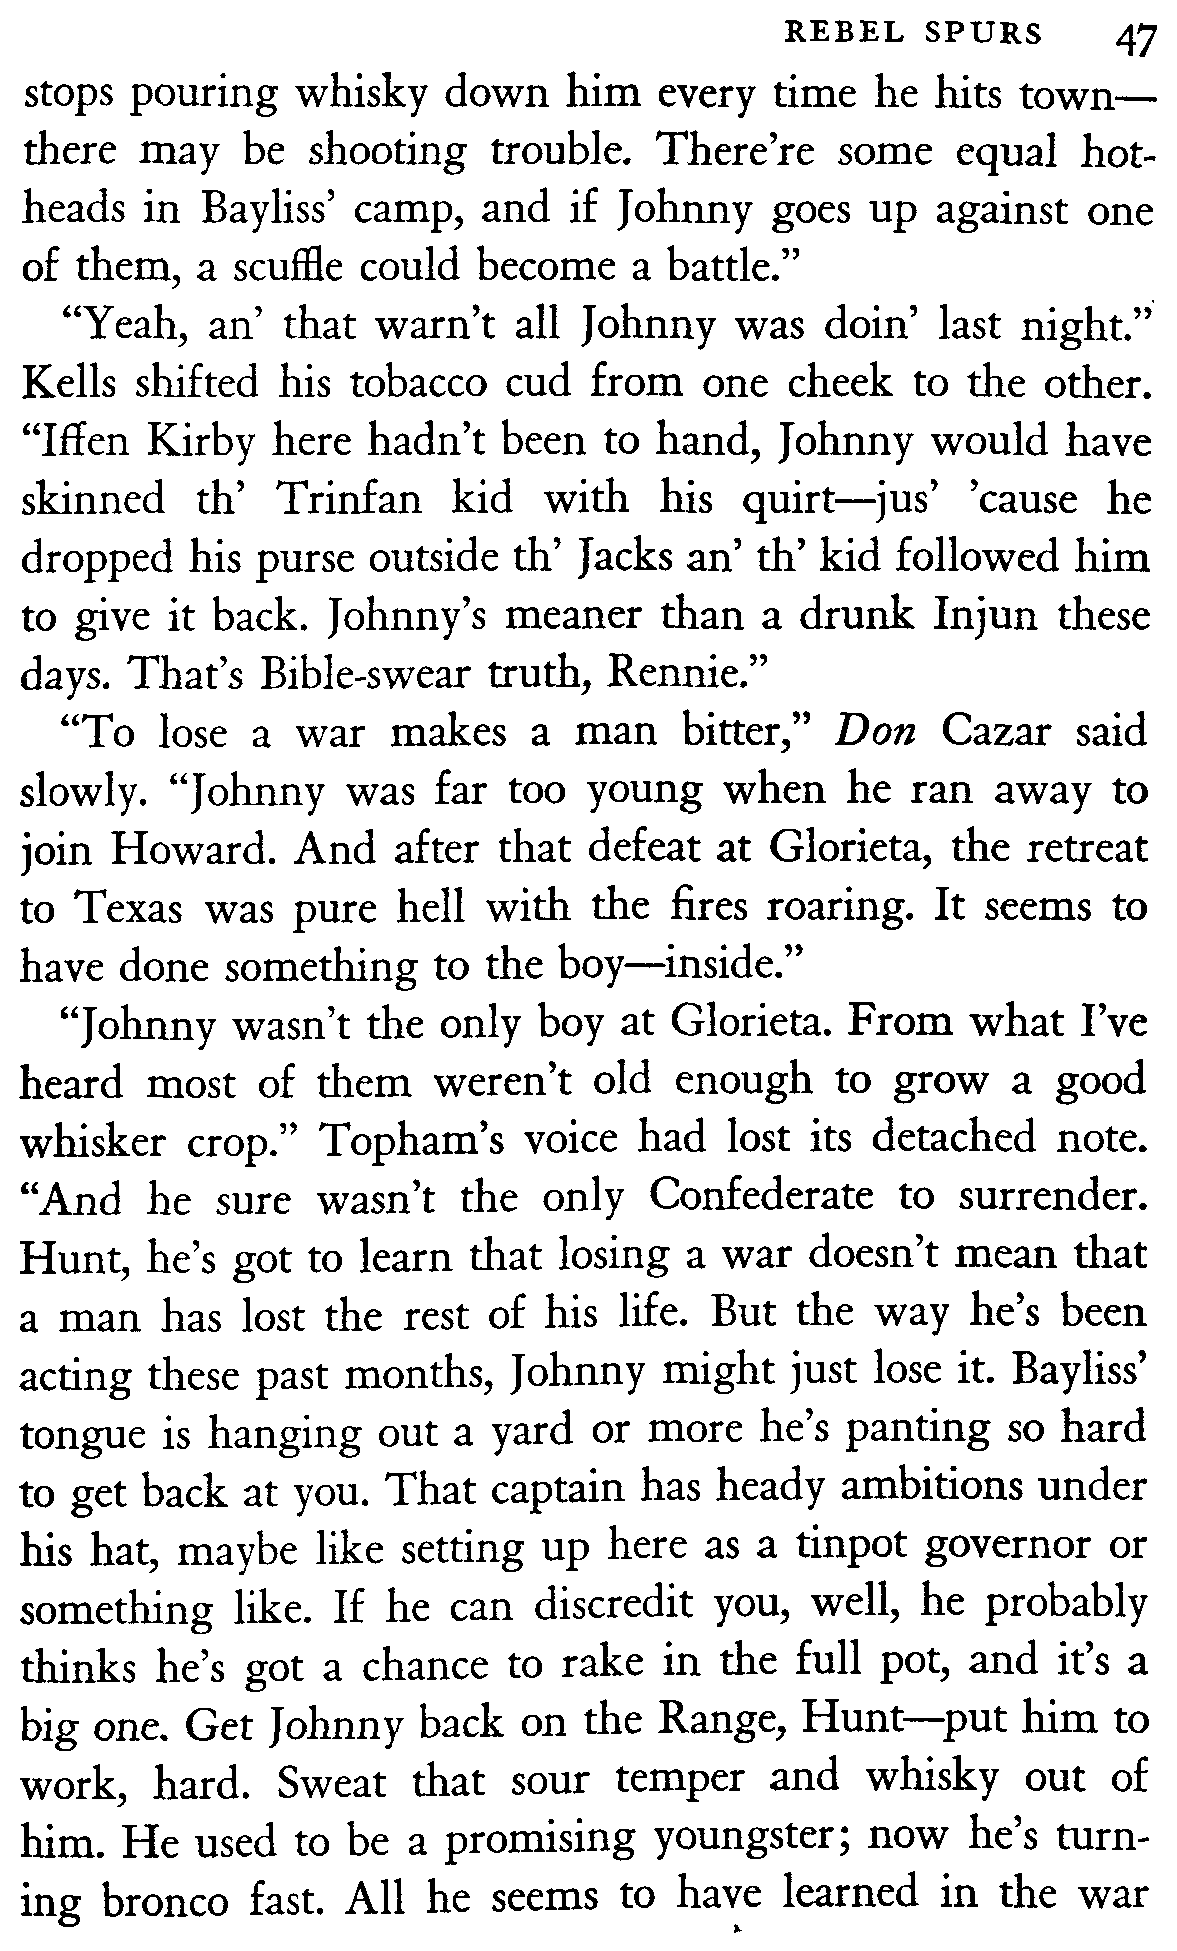 REBEL SPURS 47
stops pouring whisky down him every time he hits town—
there may be shooting trouble. There're some equal hot-
heads in Bayliss' camp, and if Johnny goes up against one
of them, a scuffle could become a battle.”
“Yeah, an' that warn't all Johnny was doin' last night.”
Kells shifted his tobacco cud from one cheek to the other.
“Iffen Kirby here hadn't been to hand, Johnny would have
skinned th' Trinfan kid with his quirt—jus' 'cause he
dropped his purse outside th' Jacks an' th' kid followed him
to give it back. Johnny's meaner than a drunk Injun these
days. That's Bible-swear truth, Rennie.”
“To lose a war makes a man bitter,” Don Cazar said
slowly. “Johnny was far too young when he ran away to
join Howard. And after that defeat at Glorieta, the retreat
to Texas was pure hell with the fires roaring. It seems to
have done something to the boy—inside.”
“Johnny wasn't the only boy at Glorieta. From what I've
heard most of them weren't old enough to grow a good
whisker crop.” Topham's voice had lost its detached note.
“And he sure wasn't the only Confederate to surrender.
Hunt, he's got to learn that losing a war doesn't mean that
a man has lost the rest of his life. But the way he's been
acting these past months, Johnny might just lose it. Bayliss'
tongue is hanging out a yard or more he's panting so hard
to get back at you. That captain has heady ambitions under
his hat, maybe like setting up here as a tinpot governor or
something like. If he can discredit you, well, he probably
thinks he's got a chance to rake in the full pot, and it's a
big one. Get Johnny back on the Range, Hunt—put him to
work, hard. Sweat that sour temper and whisky out of
him. He used to be a promising youngster; now he's turn-
ing bronco fast. All he seems to have learned in the war